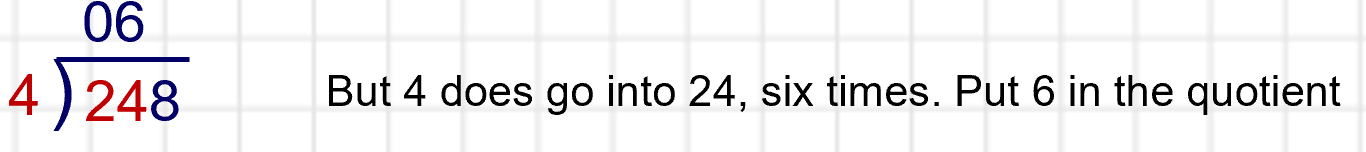 06
4)248
But 4 does go into 24, six times. Put 6 in the quotient